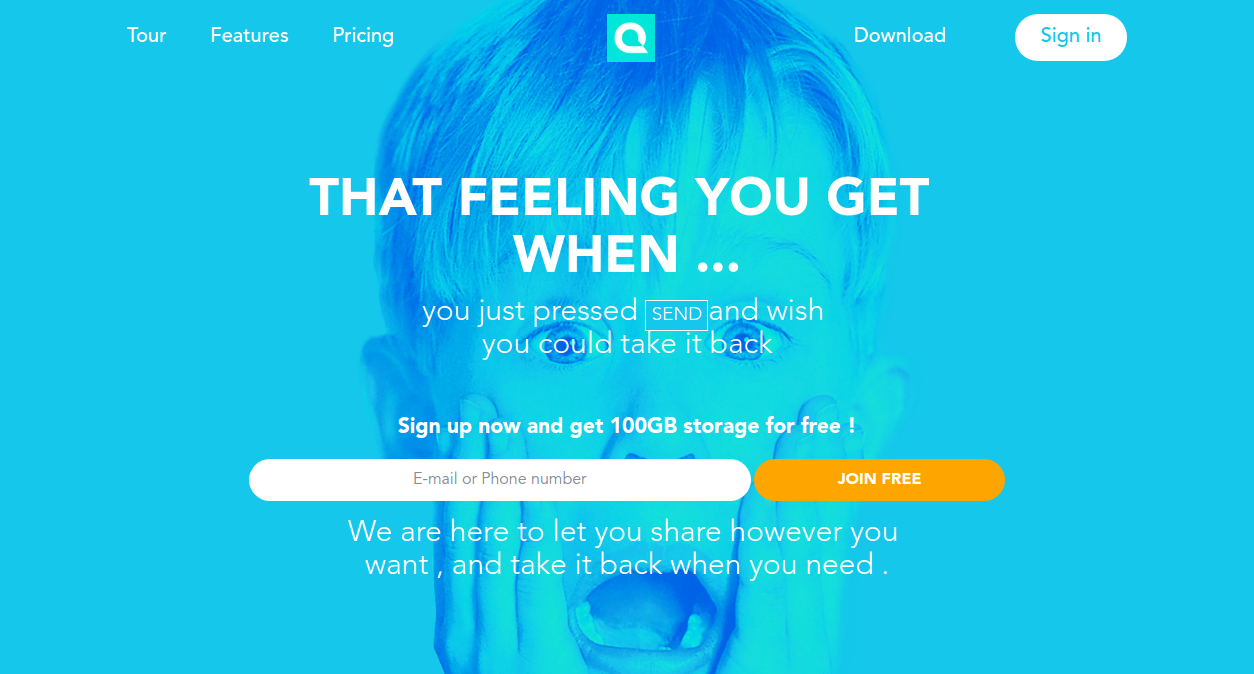 Tour Features Pricing Download Sign in
THAT FEELING YOU GET
WHEN ...
you just pressed SEND and wish
you could take it back
Sign up now and get 100GB storage for free !
E-mail or Phone number JOIN FREE
We are here to let you share however you
want , and take it back when you need .